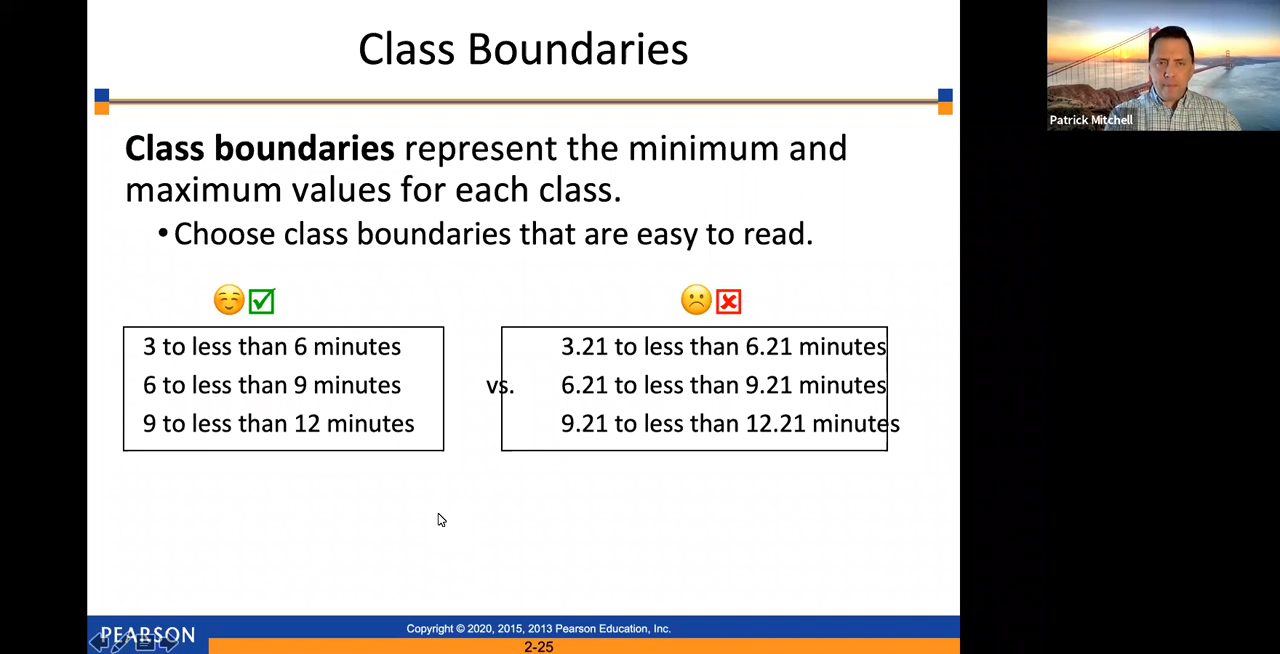 Class Boundaries
Patrick Mitchell
Class boundaries represent the minimum and
maximum values for each class.
• Choose class boundaries that are easy to read.
3 to less than 6 minutes
6 to less than 9 minutes
9 to less than 12 minutes
vs.
3.21 to less than 6.21 minutes
6.21 to less than 9.21 minutes
9.21 to less than 12.21 minutes
PEARSON
Copyright © 2020, 2015, 2013 Pearson Education, Inc.
2-25